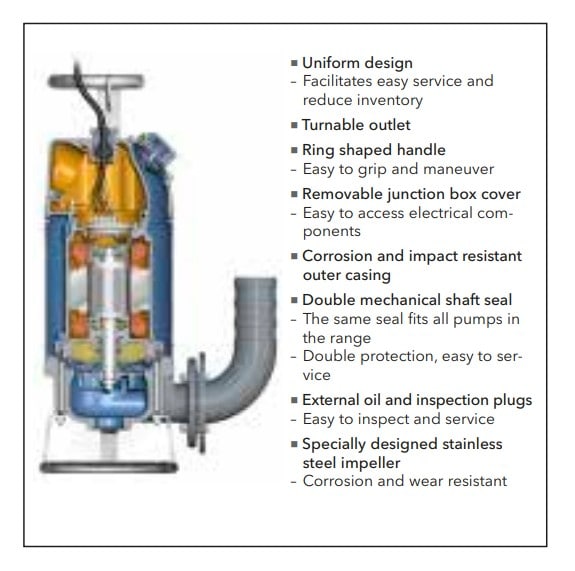 ▪ Uniform design
– Facilitates easy service and
reduce inventory
▪ Turnable outlet
▪ Ring shaped handle
– Easy to grip and maneuver
▪ Removable junction box cover
– Easy to access electrical com-
ponents
▪ Corrosion and impact resistant
outer casing
▪ Double mechanical shaft seal
– The same seal fits all pumps in
the range
– Double protection, easy to ser-
vice
▪ External oil and inspection plugs
– Easy to inspect and service
▪ Specially designed stainless
steel impeller
– Corrosion and wear resistant